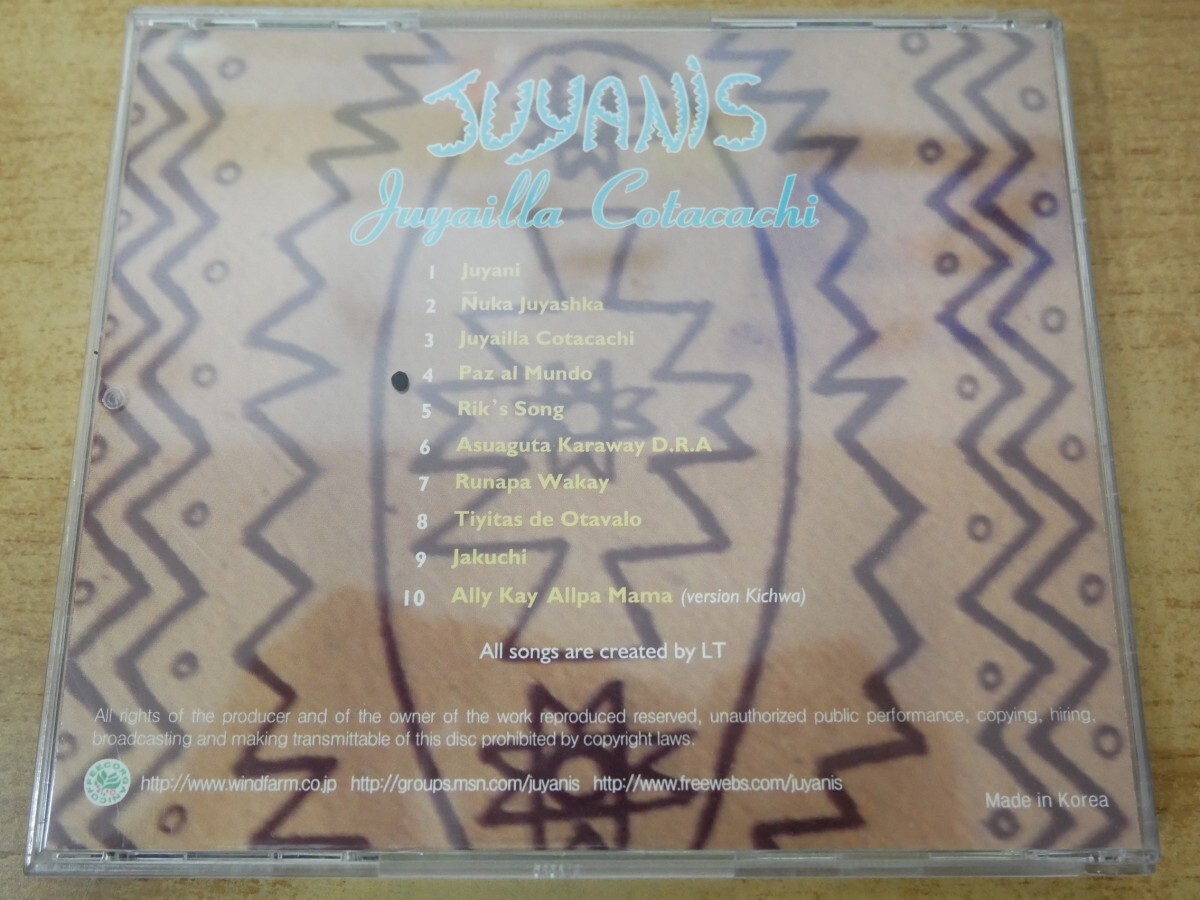 JUYANiS
Juyailla Cotacachi
1 Juyani
2 Ñuka Juyashka
3 Juyailla Cotacachi
4 Paz al Mundo
5 Rik's Song
6 Asuaguta Karaway D.R.A
7 Runapa Wakay
8 Tiyitas de Otavalo
9 Jakuchi
10 Ally Kay Allpa Mama (version Kichwa)
All songs are created by LT
All rights of the producer and of the owner of the work reproduced reserved, unauthorized public performance, copying, hiring,
broadcasting and making transmittable of this disc prohibited by copyright laws.
http://www.windfarm.co.jp http://groups.msn.com/juyanis http://www.freewebs.com/juyanis
Made in Korea